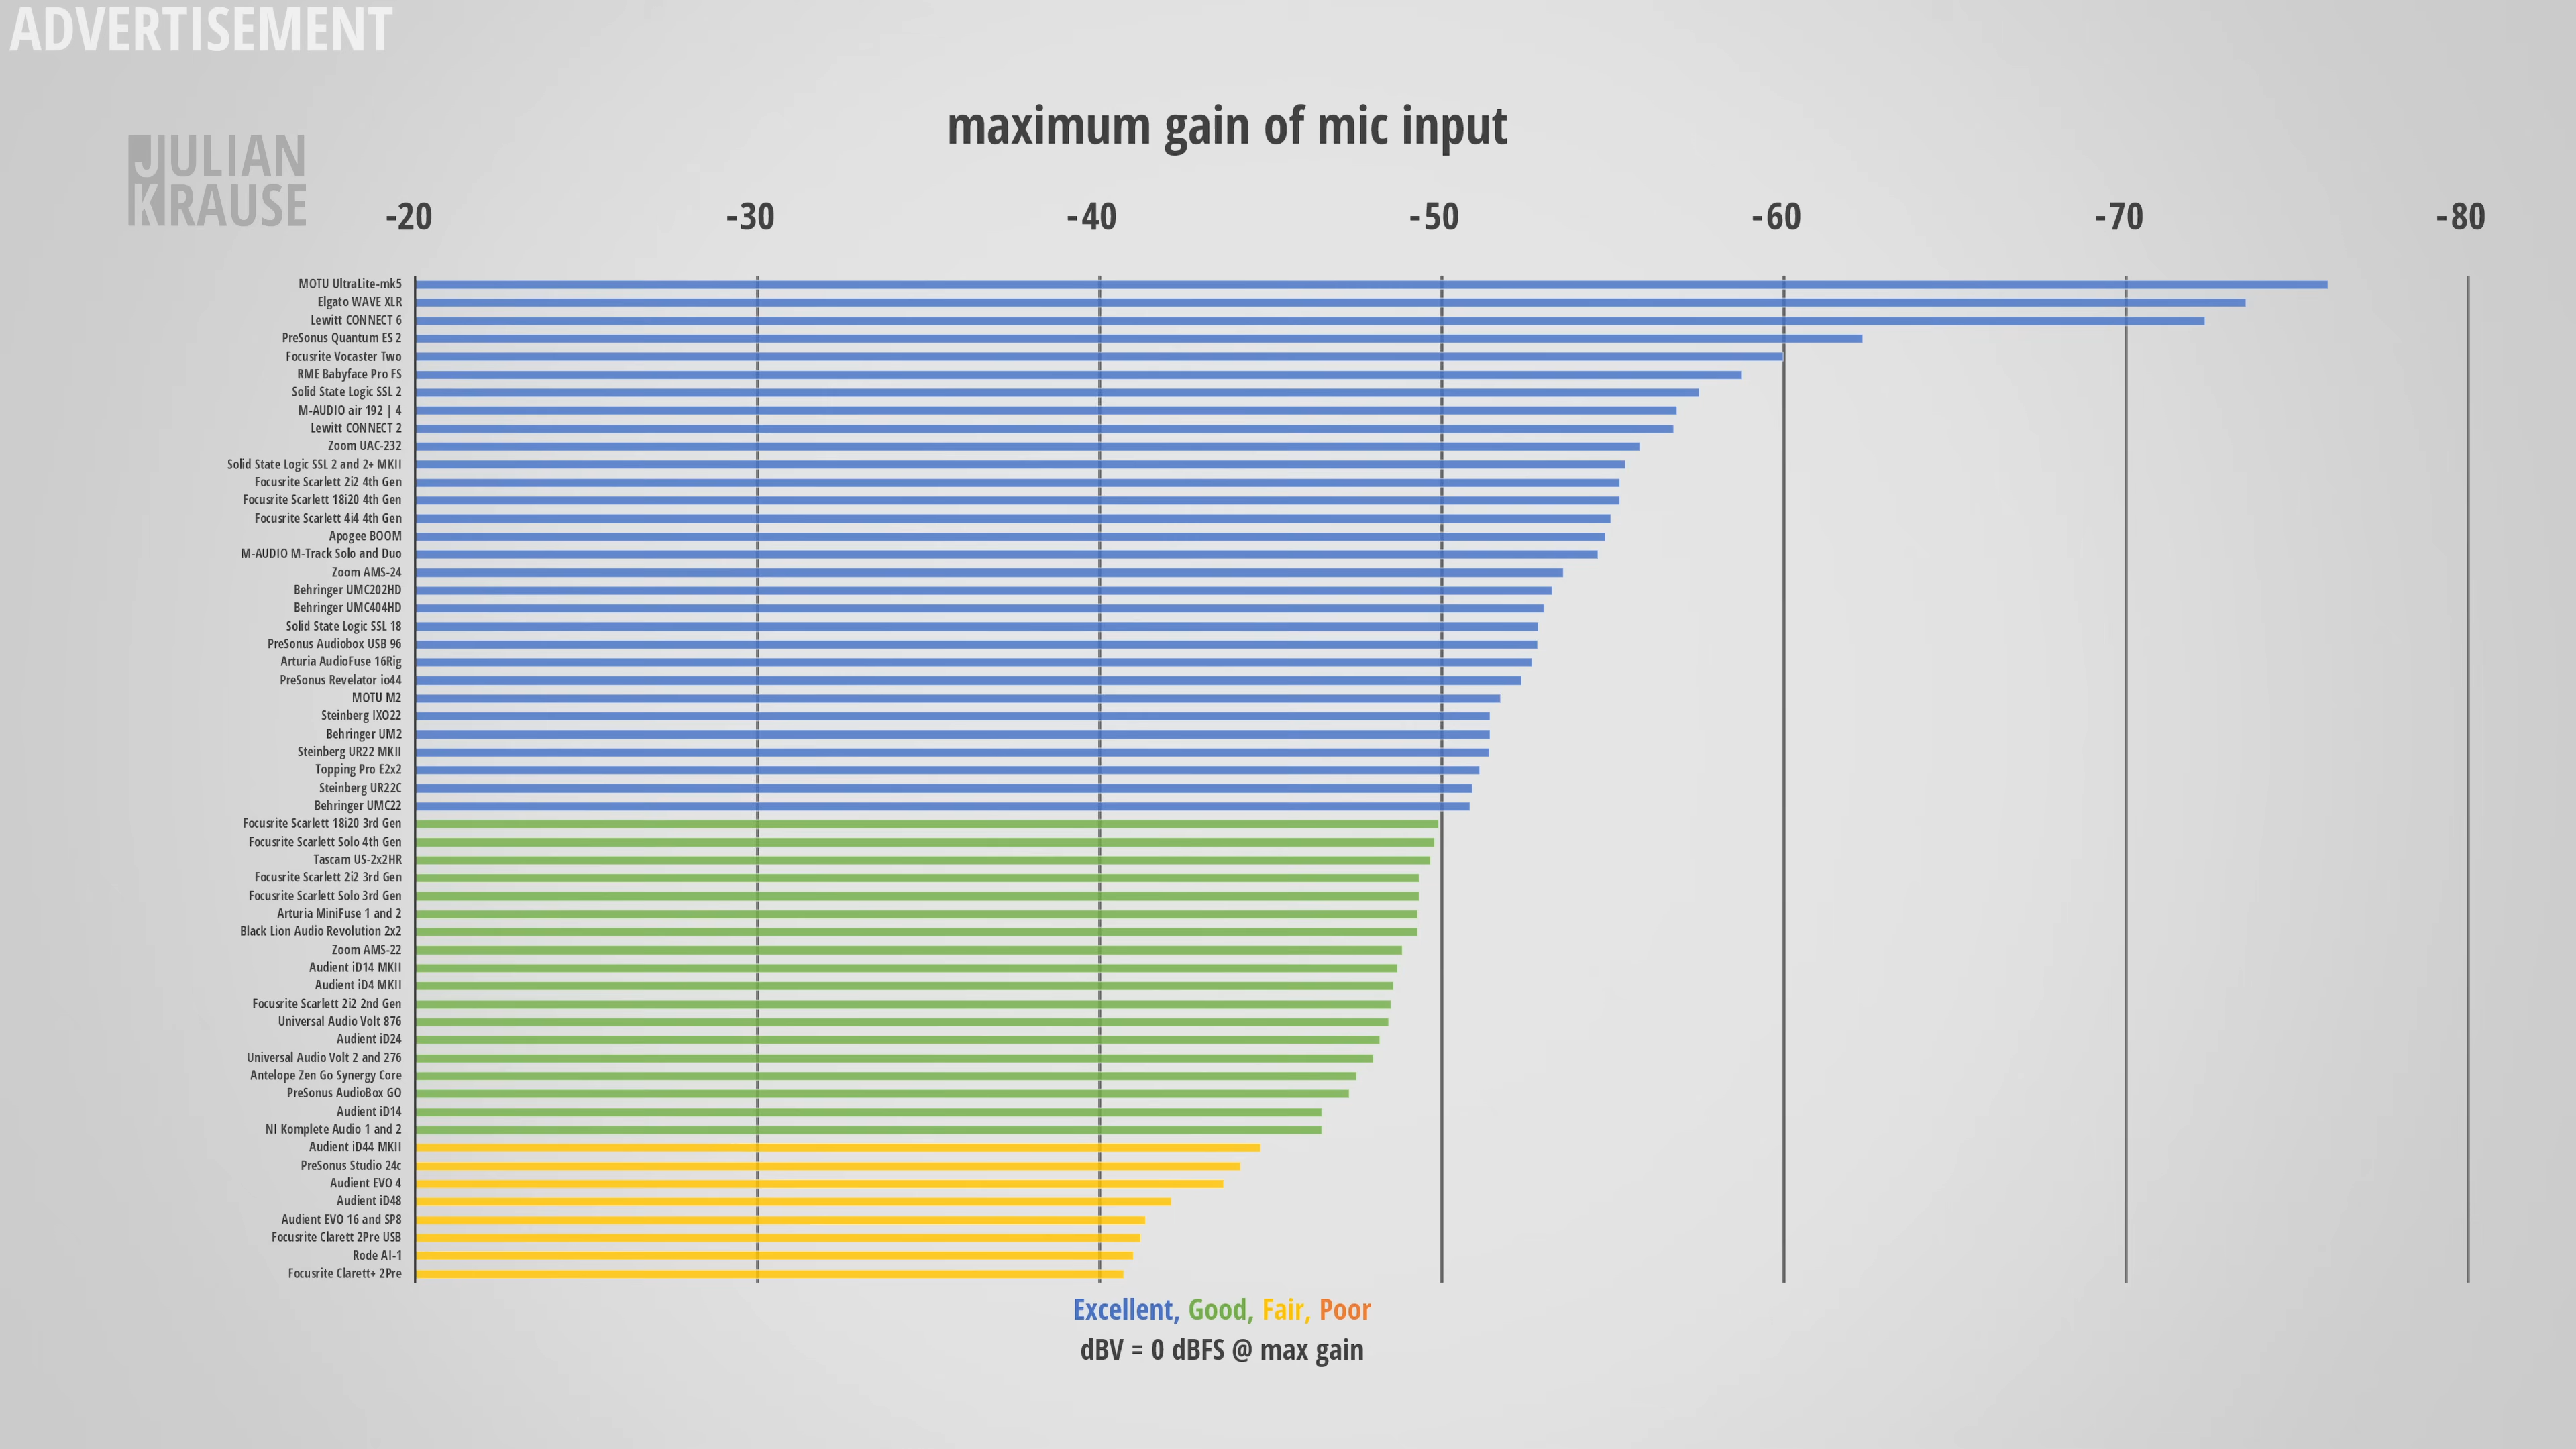 ADVERTISEMENT
maximum gain of mic input
JULIAN
KRAUSE
-20 -30 -40 -50 -60 -70 -80
MOTU UltraLite-mk5
Elgato WAVE XLR
Lewitt CONNECT 6
PreSonus Quantum ES 2
Focusrite Vocaster Two
RME Babyface Pro FS
Solid State Logic SSL 2
M-AUDIO air 192 | 4
Lewitt CONNECT 2
Zoom UAC-232
Solid State Logic SSL 2 and 2+ MKII
Focusrite Scarlett 2i2 4th Gen
Focusrite Scarlett 18i20 4th Gen
Focusrite Scarlett 4i4 4th Gen
Apogee BOOM
M-AUDIO M-Track Solo and Duo
Zoom AMS-24
Behringer UMC202HD
Behringer UMC404HD
Solid State Logic SSL 18
PreSonus Audiobox USB 96
Arturia AudioFuse 16Rig
PreSonus Revelator io44
MOTU M2
Steinberg IXO22
Behringer UM2
Steinberg UR22 MKII
Topping Pro E2x2
Steinberg UR22C
Behringer UMC22
Focusrite Scarlett 18i20 3rd Gen
Focusrite Scarlett Solo 4th Gen
Tascam US-2x2HR
Focusrite Scarlett 2i2 3rd Gen
Focusrite Scarlett Solo 3rd Gen
Arturia MiniFuse 1 and 2
Black Lion Audio Revolution 2x2
Zoom AMS-22
Audient iD14 MKII
Audient iD4 MKII
Focusrite Scarlett 2i2 2nd Gen
Universal Audio Volt 876
Audient iD24
Universal Audio Volt 2 and 276
Antelope Zen Go Synergy Core
PreSonus AudioBox GO
Audient iD14
NI Komplete Audio 1 and 2
Audient iD44 MKII
PreSonus Studio 24c
Audient EVO 4
Audient iD48
Audient EVO 16 and SP8
Focusrite Clarett 2Pre USB
Rode AI-1
Focusrite Clarett+ 2Pre
Excellent, Good, Fair, Poor
dBV = 0 dBFS @ max gain